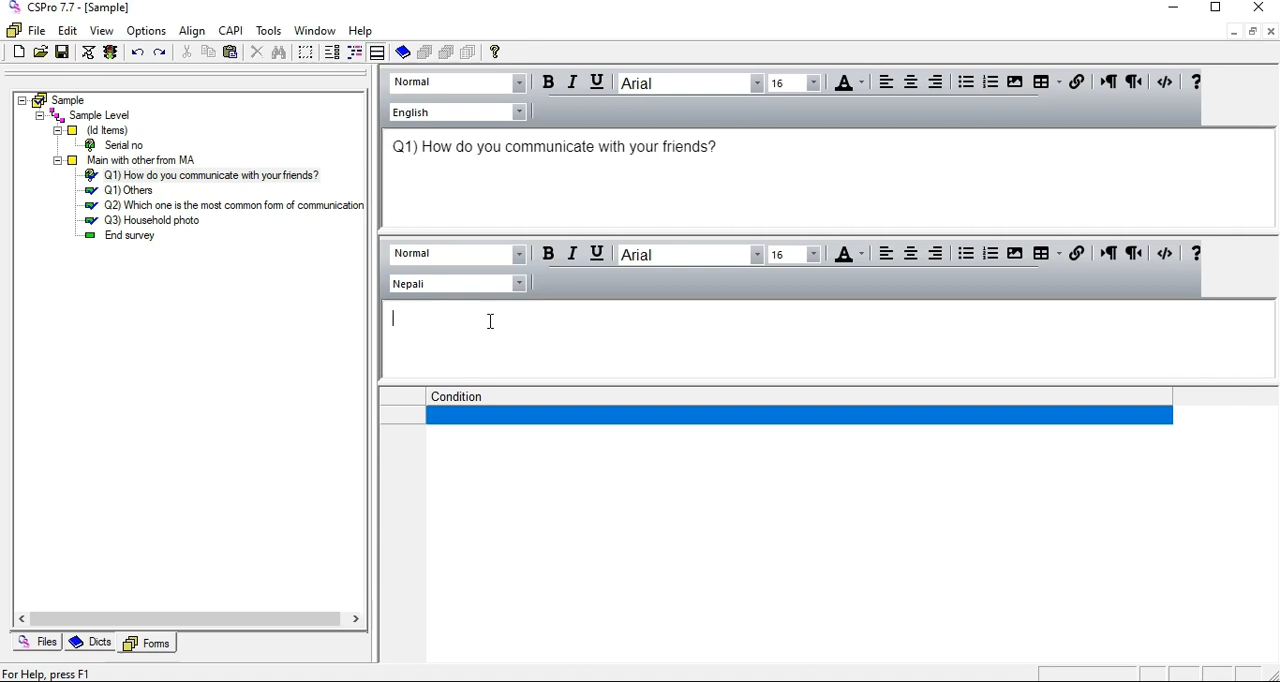 CSPro 7.7 - [Sample]
File Edit View Options Align CAPI Tools Window Help
Normal B I U Arial 16 A
English
Q1) How do you communicate with your friends?
Normal B I U Arial 16 A
Nepali
Condition
Sample
Sample Level
(Id Items)
Serial no
Main with other from MA
Q1) How do you communicate with your friends?
Q1) Others
Q2) Which one is the most common form of communication
Q3) Household photo
End survey
Files Dicts Forms
For Help, press F1